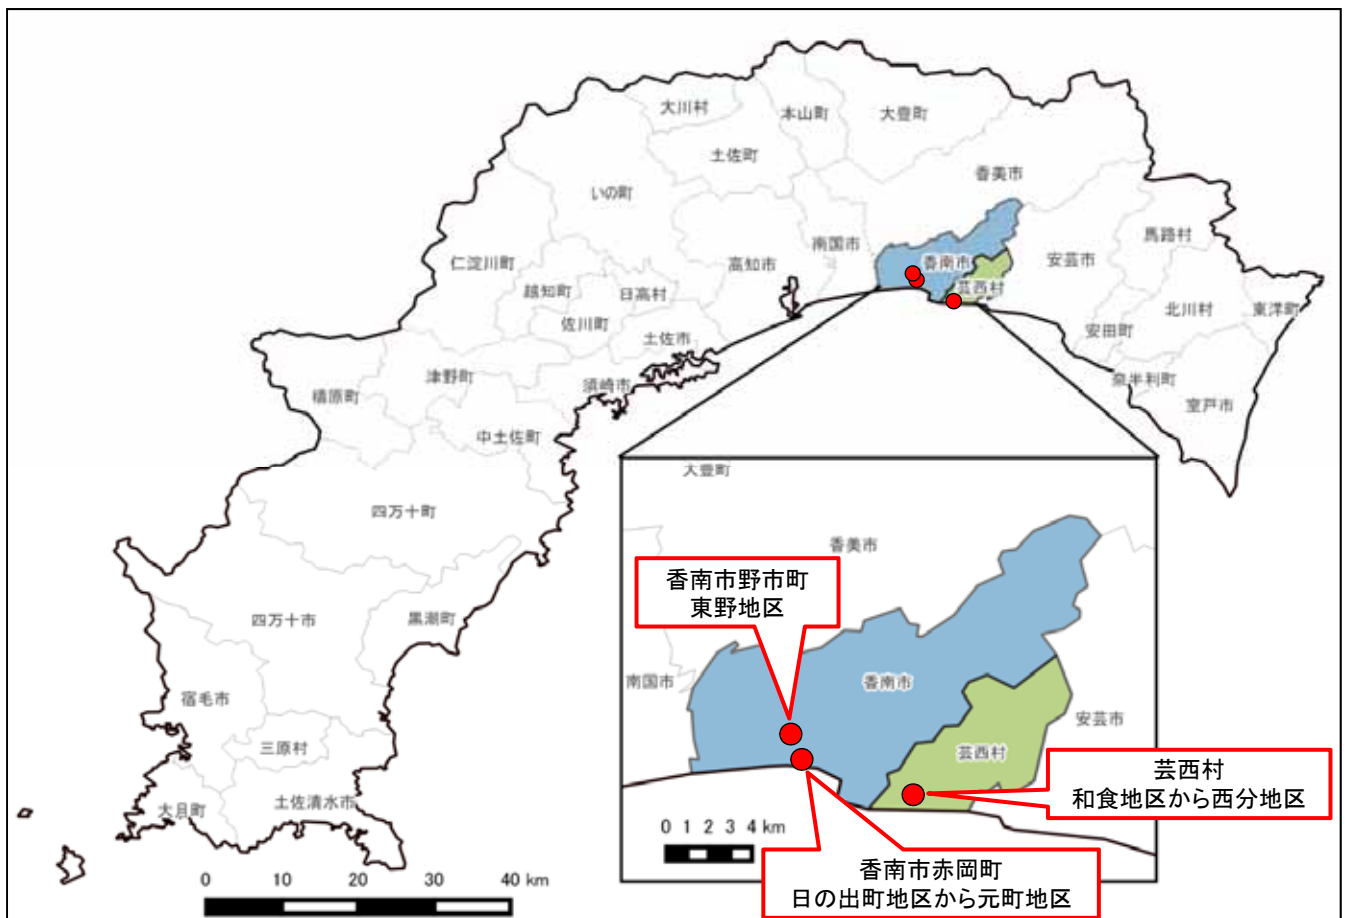 大川村
本山町
大豊町
土佐町
香美市
いの町
馬路村
南国市
高知市
仁淀川町
香南市
安芸市
越知町
日高村
芸西村
北川村
東洋町
佐川町
土佐市
安田町
津野町
須崎市
奈半利町
梼原町
室戸市
中土佐町
大豊町
四万十町
香美市
香南市野市町
東野地区
四万十市
黒潮町
南国市
香南市
宿毛市
安芸市
三原村
芸西村
芸西村
和食地区から西分地区
大月町
土佐清水市
0 1 2 3 4 km
香南市赤岡町
日の出町地区から元町地区
0 10 20 30 40 km